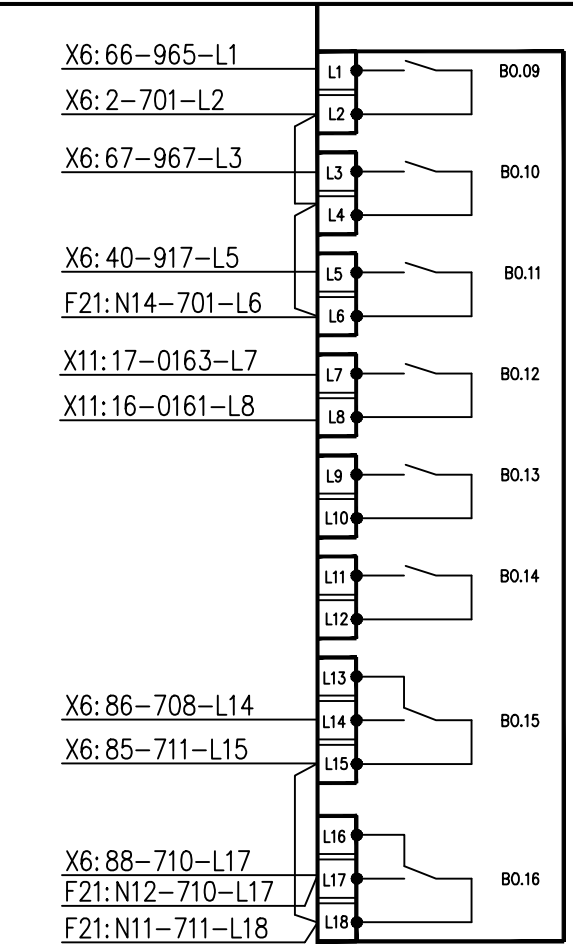 X6:66-965-L1
L1
B0.09
X6:2-701-L2
L2
X6:67-967-L3
L3
B0.10
L4
X6:40-917-L5
L5
B0.11
F21:N14-701-L6
L6
X11:17-0163-L7
L7
B0.12
X11:16-0161-L8
L8
L9
B0.13
L10
L11
B0.14
L12
L13
X6:86-708-L14
L14
B0.15
X6:85-711-L15
L15
L16
X6:88-710-L17
L17
B0.16
F21:N12-710-L17
F21:N11-711-L18
L18